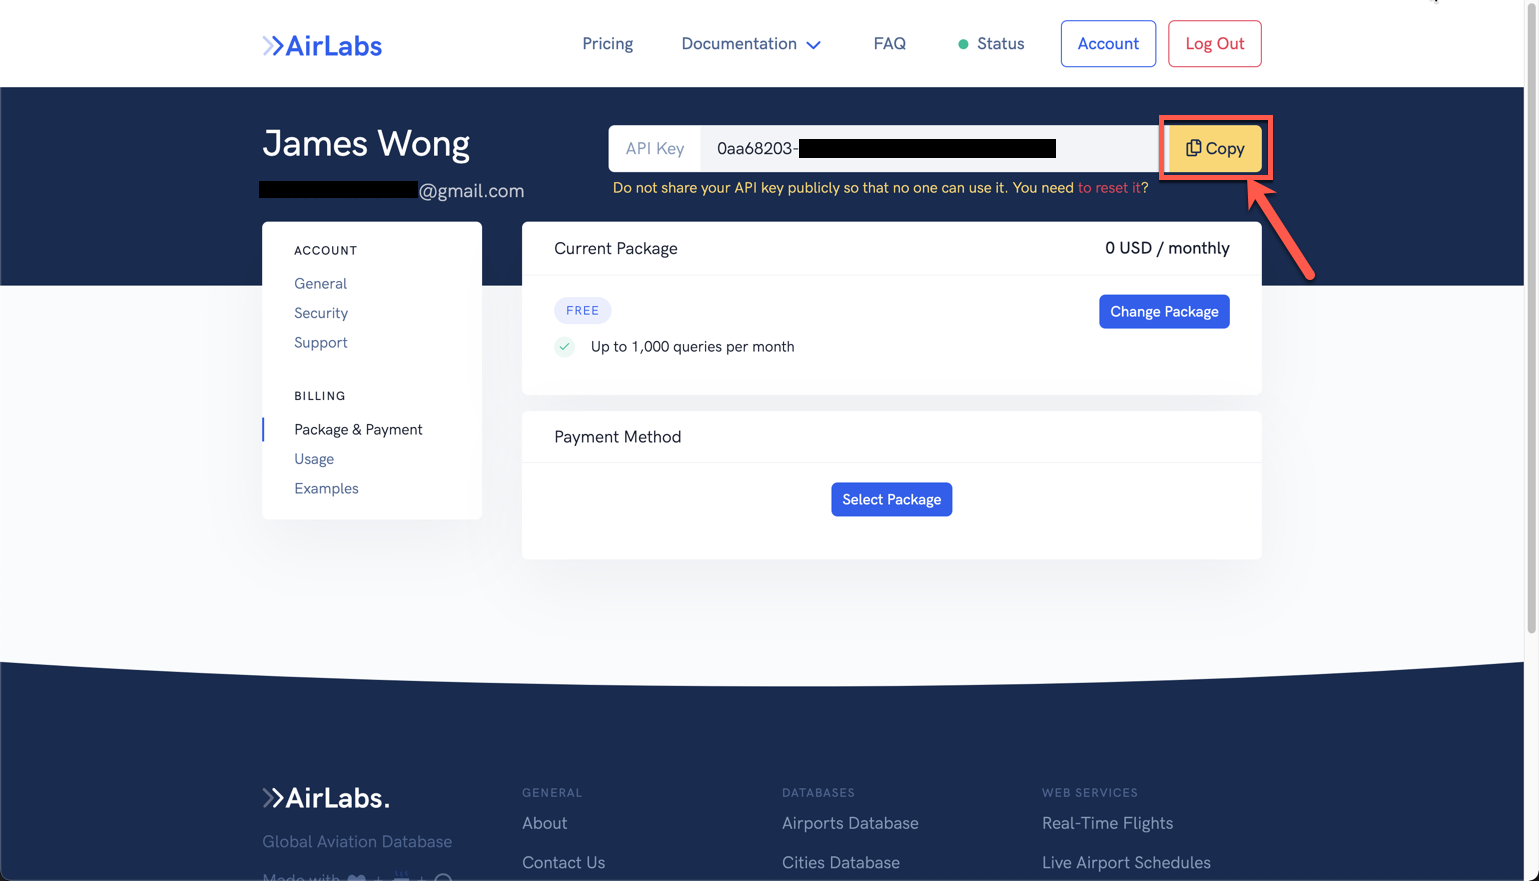 AirLabs
Pricing
Documentation
FAQ
Status
Account
Log Out
James Wong
@gmail.com
API Key
0aa68203-
Copy
Do not share your API key publicly so that no one can use it. You need to reset it?
ACCOUNT
General
Security
Support
BILLING
Package & Payment
Usage
Examples
Current Package
0 USD / monthly
FREE
Change Package
Up to 1,000 queries per month
Payment Method
Select Package
AirLabs.
Global Aviation Database
Made with + +
GENERAL
About
Contact Us
DATABASES
Airports Database
Cities Database
WEB SERVICES
Real-Time Flights
Live Airport Schedules